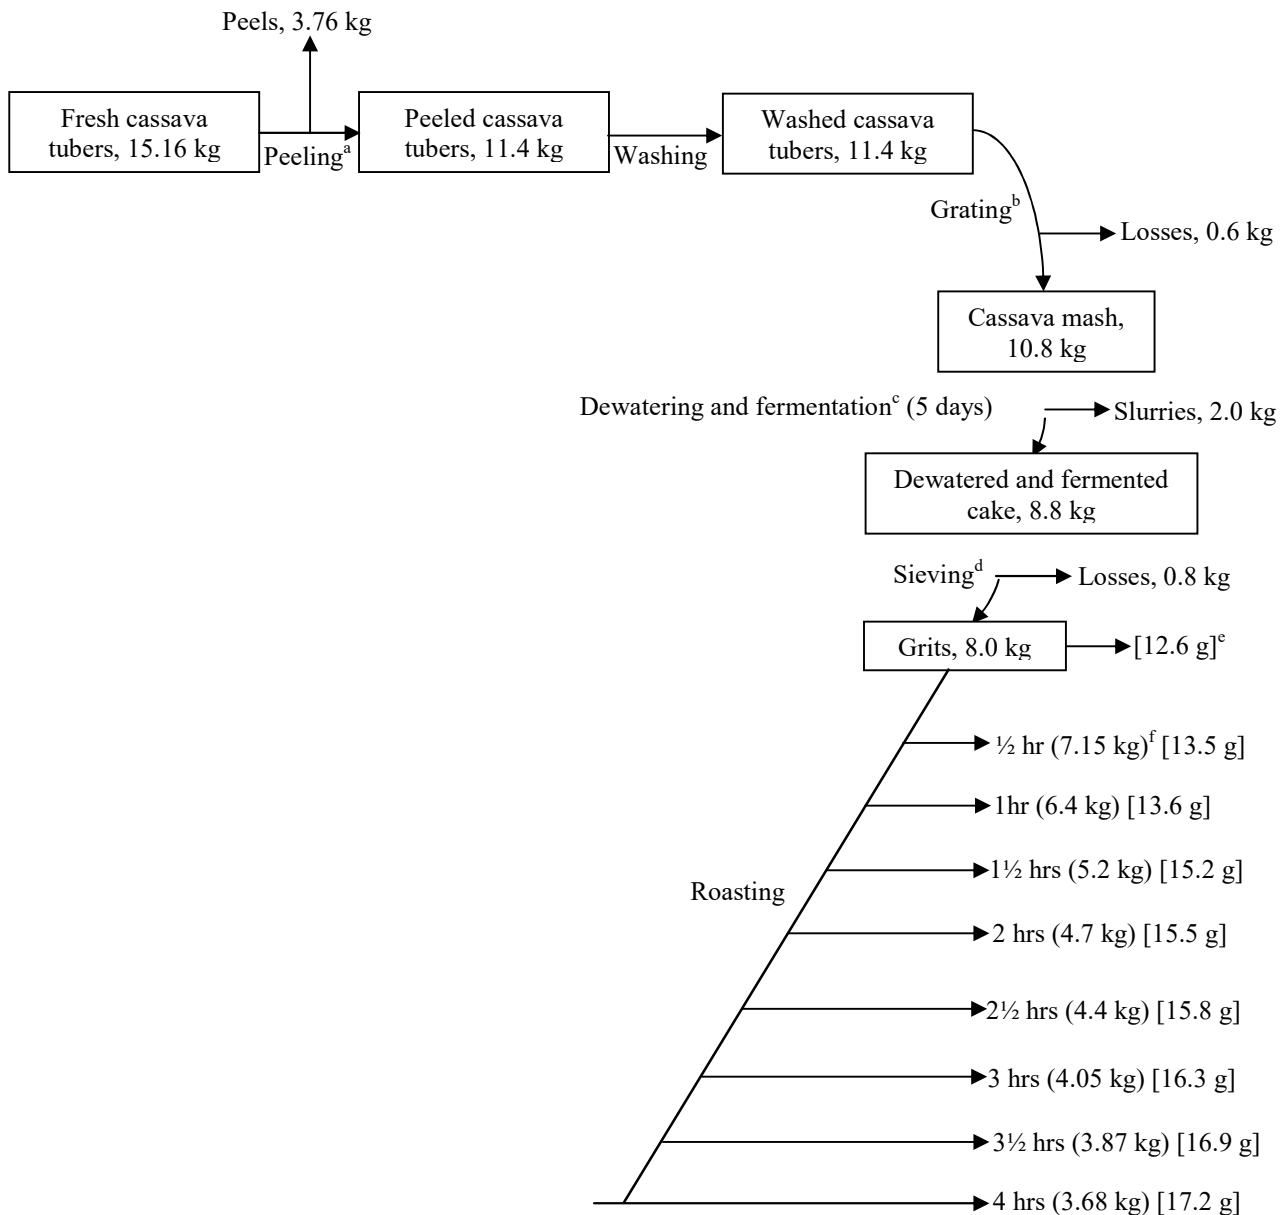 Peels, 3.76 kg
Fresh cassava
tubers, 15.16 kg
Peelingᵃ
Peeled cassava
tubers, 11.4 kg
Washing
Washed cassava
tubers, 11.4 kg
Gratingᵇ
Losses, 0.6 kg
Cassava mash,
10.8 kg
Dewatering and fermentationᶜ (5 days)
Slurries, 2.0 kg
Dewatered and fermented
cake, 8.8 kg
Sievingᵈ
Losses, 0.8 kg
Grits, 8.0 kg
[12.6 g]ᵉ
½ hr (7.15 kg)ᶠ [13.5 g]
1hr (6.4 kg) [13.6 g]
1½ hrs (5.2 kg) [15.2 g]
Roasting
2 hrs (4.7 kg) [15.5 g]
2½ hrs (4.4 kg) [15.8 g]
3 hrs (4.05 kg) [16.3 g]
3½ hrs (3.87 kg) [16.9 g]
4 hrs (3.68 kg) [17.2 g]